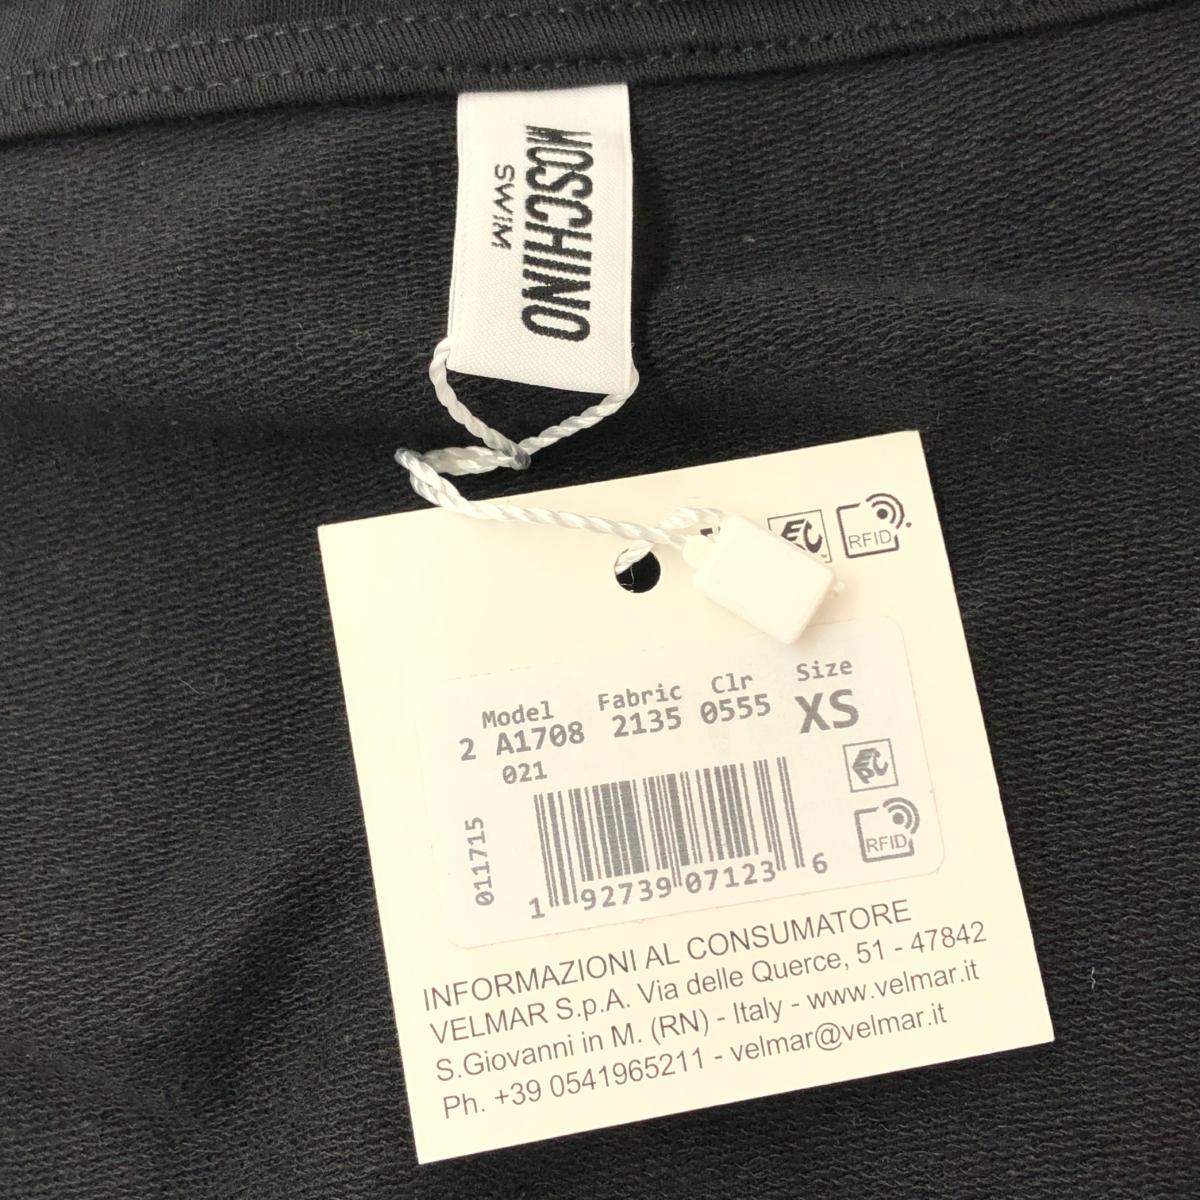 MOSCHINO
SWIM
EC
RFID
Model Fabric Clr Size
2 A1708 2135 0555 XS
021
EPC
RFID
011715
1 92739 07123 6
INFORMAZIONI AL CONSUMATORE
VELMAR S.p.A. Via delle Querce, 51 - 47842
S.Giovanni in M. (RN) - Italy - www.velmar.it
Ph. +39 0541965211 - velmar@velmar.it